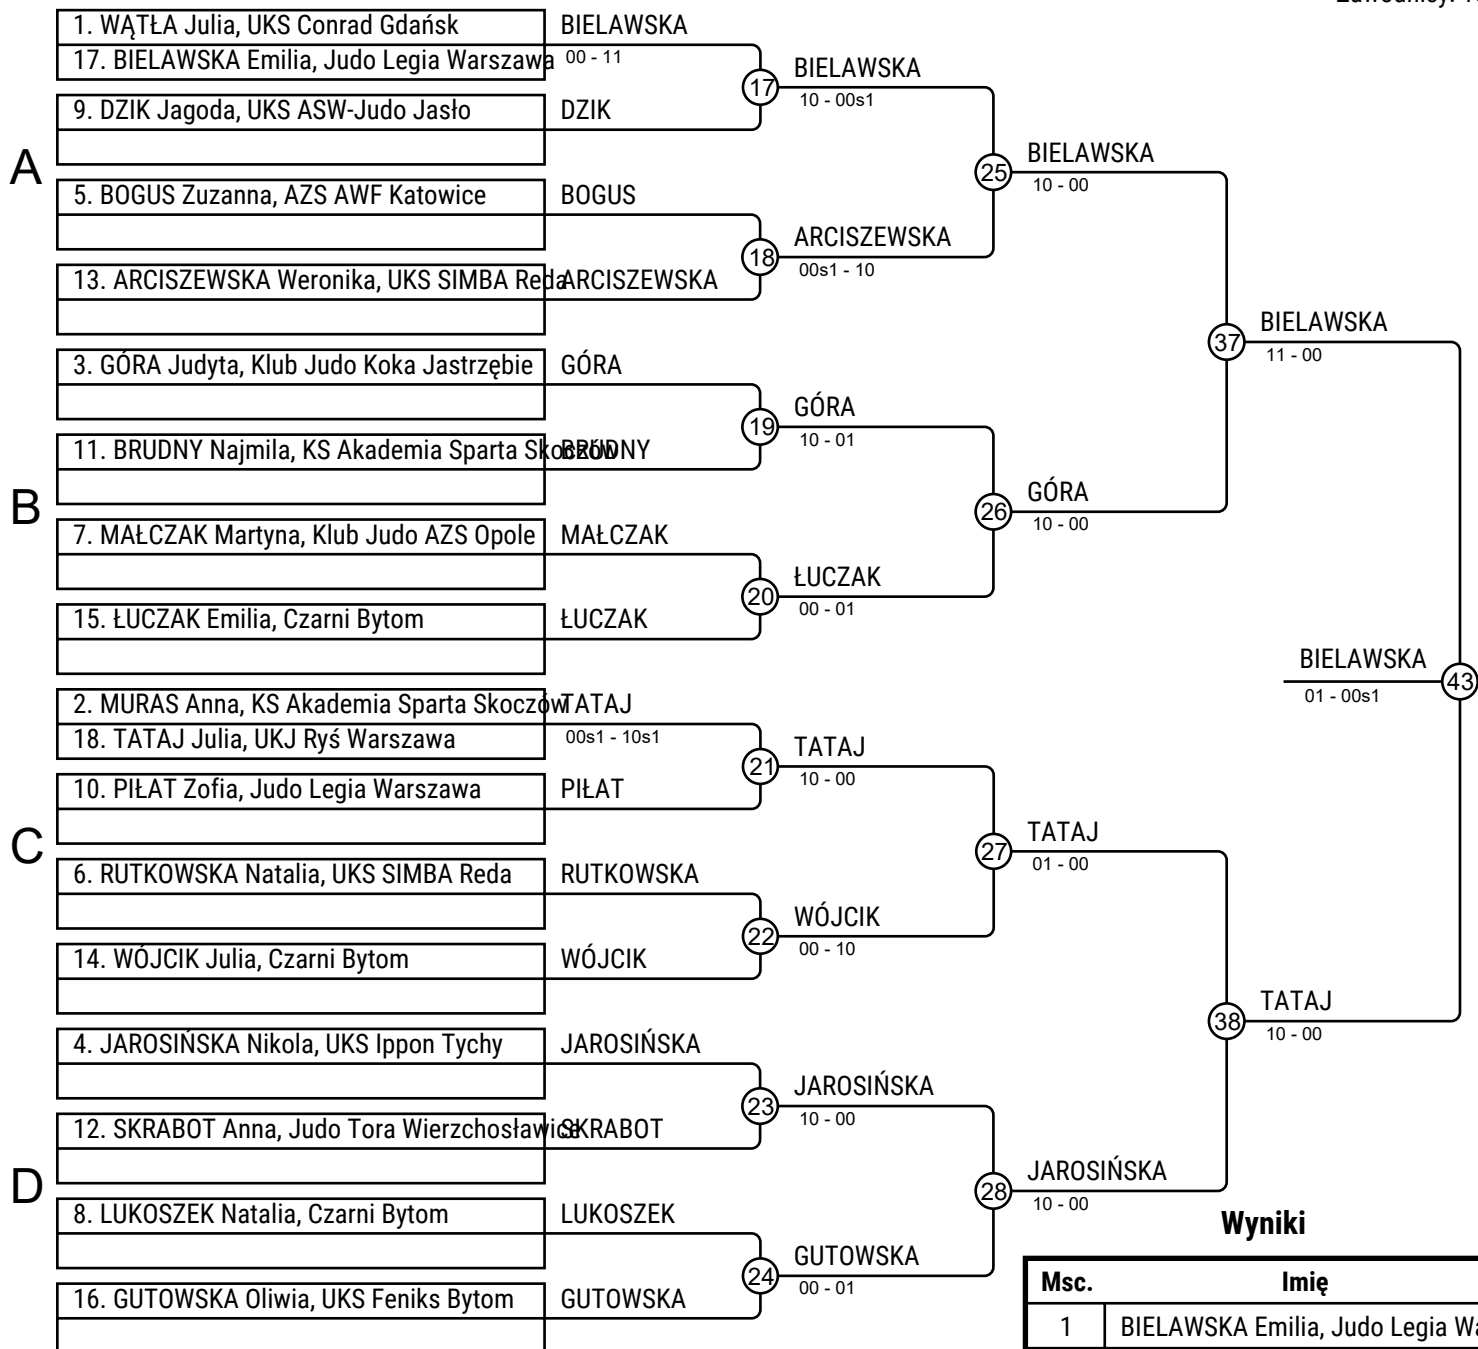 1. WĄTŁA Julia, UKS Conrad Gdańsk
BIELAWSKA
17. BIELAWSKA Emilia, Judo Legia Warszawa
00 - 11
17
BIELAWSKA
10 - 00s1
9. DZIK Jagoda, UKS ASW-Judo Jasło
DZIK
A
25
BIELAWSKA
10 - 00
5. BOGUS Zuzanna, AZS AWF Katowice
BOGUS
18
ARCISZEWSKA
00s1 - 10
13. ARCISZEWSKA Weronika, UKS SIMBA Reda
ARCISZEWSKA
37
BIELAWSKA
11 - 00
3. GÓRA Judyta, Klub Judo Koka Jastrzębie
GÓRA
19
GÓRA
10 - 01
11. BRUDNY Najmila, KS Akademia Sparta Skoczów
BRUDNY
B
26
GÓRA
10 - 00
7. MAŁCZAK Martyna, Klub Judo AZS Opole
MAŁCZAK
20
ŁUCZAK
00 - 01
15. ŁUCZAK Emilia, Czarni Bytom
ŁUCZAK
BIELAWSKA
43
01 - 00s1
2. MURAS Anna, KS Akademia Sparta Skoczów
TATAJ
18. TATAJ Julia, UKJ Ryś Warszawa
00s1 - 10s1
21
TATAJ
10 - 00
10. PIŁAT Zofia, Judo Legia Warszawa
PIŁAT
C
27
TATAJ
01 - 00
6. RUTKOWSKA Natalia, UKS SIMBA Reda
RUTKOWSKA
22
WÓJCIK
00 - 10
14. WÓJCIK Julia, Czarni Bytom
WÓJCIK
38
TATAJ
10 - 00
4. JAROSIŃSKA Nikola, UKS Ippon Tychy
JAROSIŃSKA
23
JAROSIŃSKA
10 - 00
12. SKRABOT Anna, Judo Tora Wierzchosławice
SKRABOT
D
28
JAROSIŃSKA
10 - 00
8. LUKOSZEK Natalia, Czarni Bytom
LUKOSZEK
24
GUTOWSKA
00 - 01
16. GUTOWSKA Oliwia, UKS Feniks Bytom
GUTOWSKA
Wyniki
Msc. Imię
1 BIELAWSKA Emilia, Judo Legia